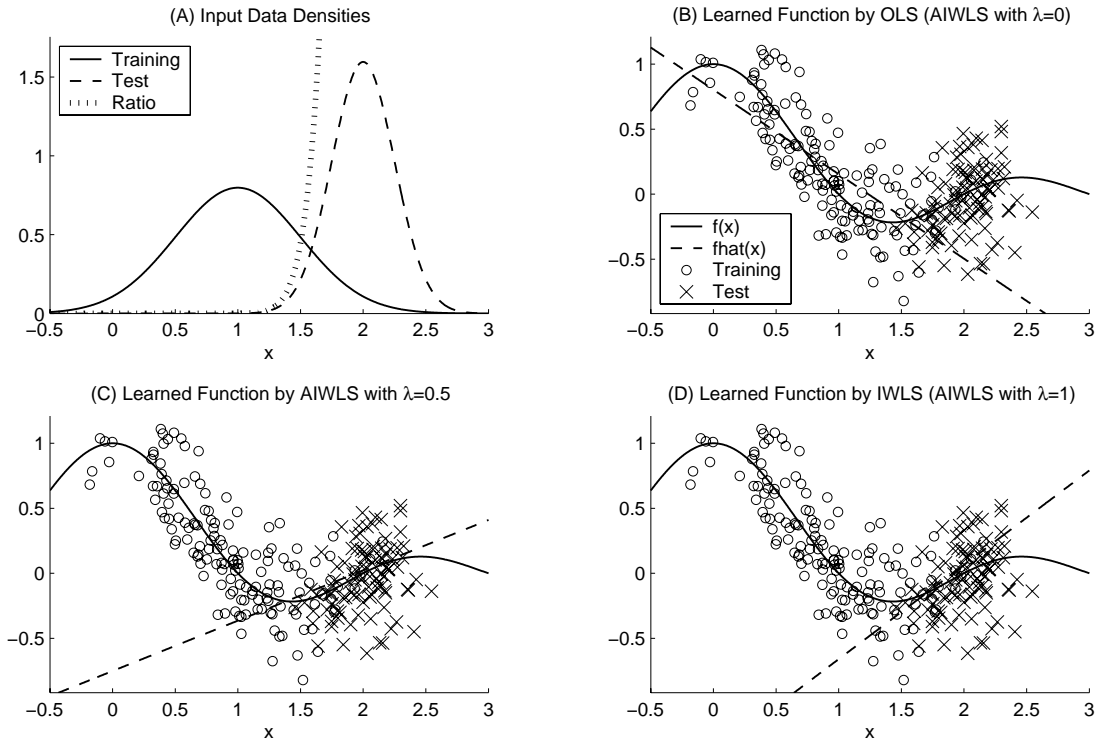 (A) Input Data Densities
Training
Test
Ratio
1.5
1
0.5
0
−0.5 0 0.5 1 1.5 2 2.5 3
x
(B) Learned Function by OLS (AIWLS with λ=0)
1
0.5
0
−0.5
f(x)
fhat(x)
Training
Test
−0.5 0 0.5 1 1.5 2 2.5 3
x
(C) Learned Function by AIWLS with λ=0.5
1
0.5
0
−0.5
−0.5 0 0.5 1 1.5 2 2.5 3
x
(D) Learned Function by IWLS (AIWLS with λ=1)
1
0.5
0
−0.5
−0.5 0 0.5 1 1.5 2 2.5 3
x